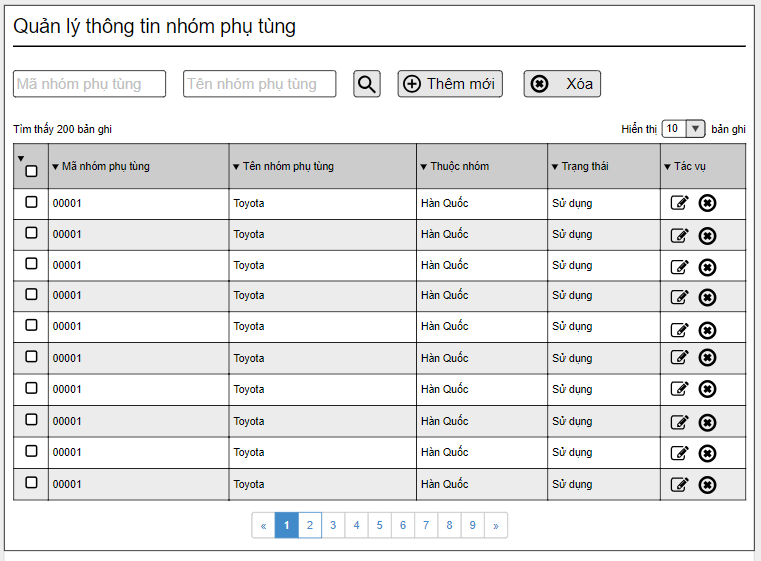 Quản lý thông tin nhóm phụ tùng
Mã nhóm phụ tùng Tên nhóm phụ tùng Thêm mới Xóa
Tìm thấy 200 bản ghi Hiển thị 10 bản ghi
Mã nhóm phụ tùng Tên nhóm phụ tùng Thuộc nhóm Trạng thái Tác vụ
00001 Toyota Hàn Quốc Sử dụng
00001 Toyota Hàn Quốc Sử dụng
00001 Toyota Hàn Quốc Sử dụng
00001 Toyota Hàn Quốc Sử dụng
00001 Toyota Hàn Quốc Sử dụng
00001 Toyota Hàn Quốc Sử dụng
00001 Toyota Hàn Quốc Sử dụng
00001 Toyota Hàn Quốc Sử dụng
00001 Toyota Hàn Quốc Sử dụng
00001 Toyota Hàn Quốc Sử dụng
« 1 2 3 4 5 6 7 8 9 »